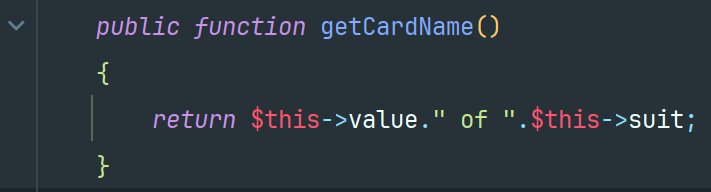 public function getCardName()
{
return $this->value." of ".$this->suit;
}